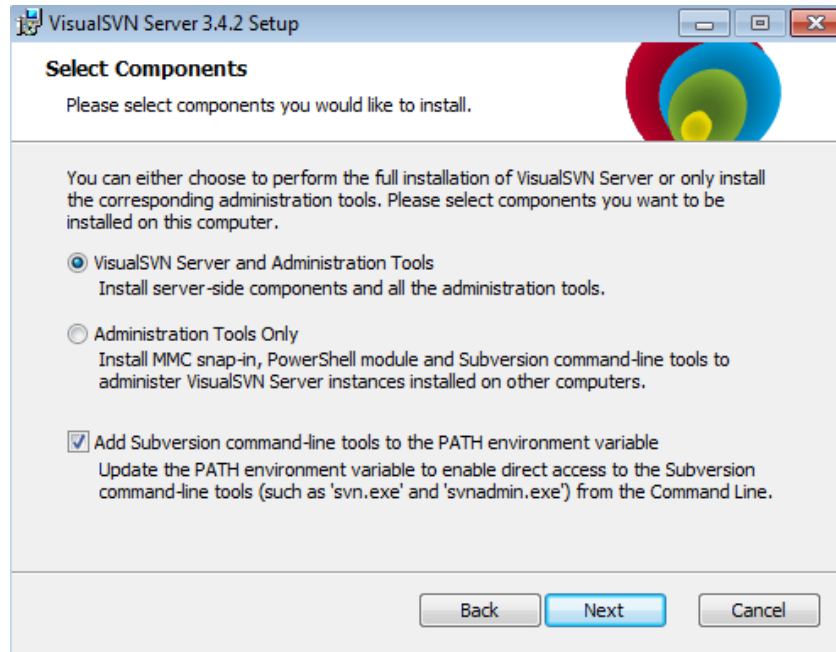 VisualSVN Server 3.4.2 Setup
Select Components
Please select components you would like to install.
You can either choose to perform the full installation of VisualSVN Server or only install
the corresponding administration tools. Please select components you want to be
installed on this computer.
VisualSVN Server and Administration Tools
Install server-side components and all the administration tools.
Administration Tools Only
Install MMC snap-in, PowerShell module and Subversion command-line tools to
administer VisualSVN Server instances installed on other computers.
Add Subversion command-line tools to the PATH environment variable
Update the PATH environment variable to enable direct access to the Subversion
command-line tools (such as 'svn.exe' and 'svnadmin.exe') from the Command Line.
Back Next Cancel